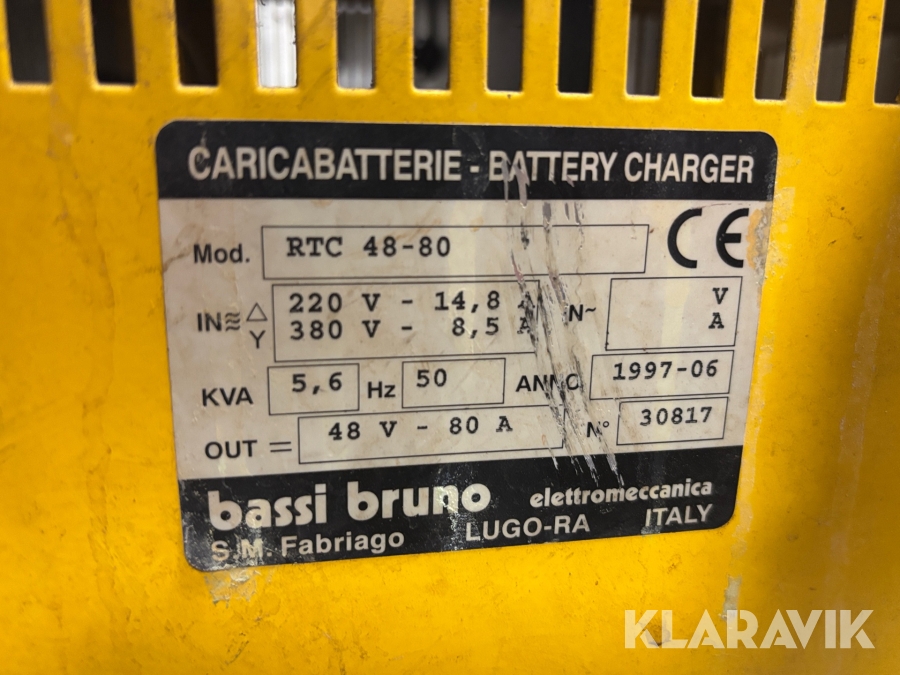 CARICABATTERIE - BATTERY CHARGER
Mod. RTC 48-80 CE
IN≋ △ 220 V - 14,8 A N~ V
Y 380 V - 8,5 A A
KVA 5,6 Hz 50 ANNO 1997-06
OUT = 48 V - 80 A N° 30817
bassi bruno elettromeccanica
S.M. Fabriago LUGO-RA ITALY
KLARAVIK